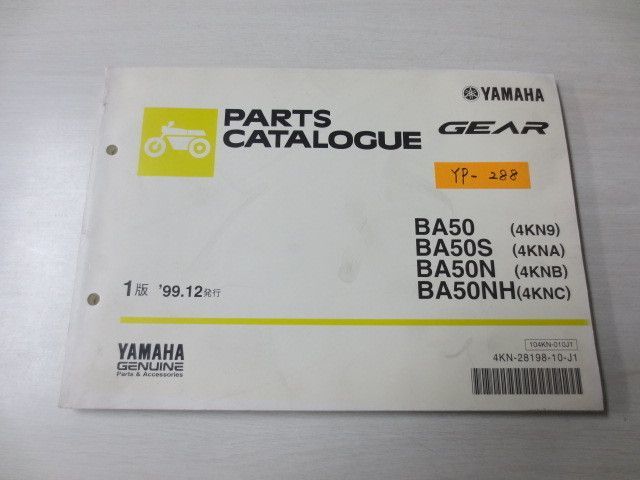 YAMAHA
PARTS
CATALOGUE
GEAR
YP-288
BA50 (4KN9)
BA50S (4KNA)
BA50N (4KNB)
BA50NH (4KNC)
1版 '99.12発行
104KN-010J1
4KN-28198-10-J1
YAMAHA
GENUINE
Parts & Accessories